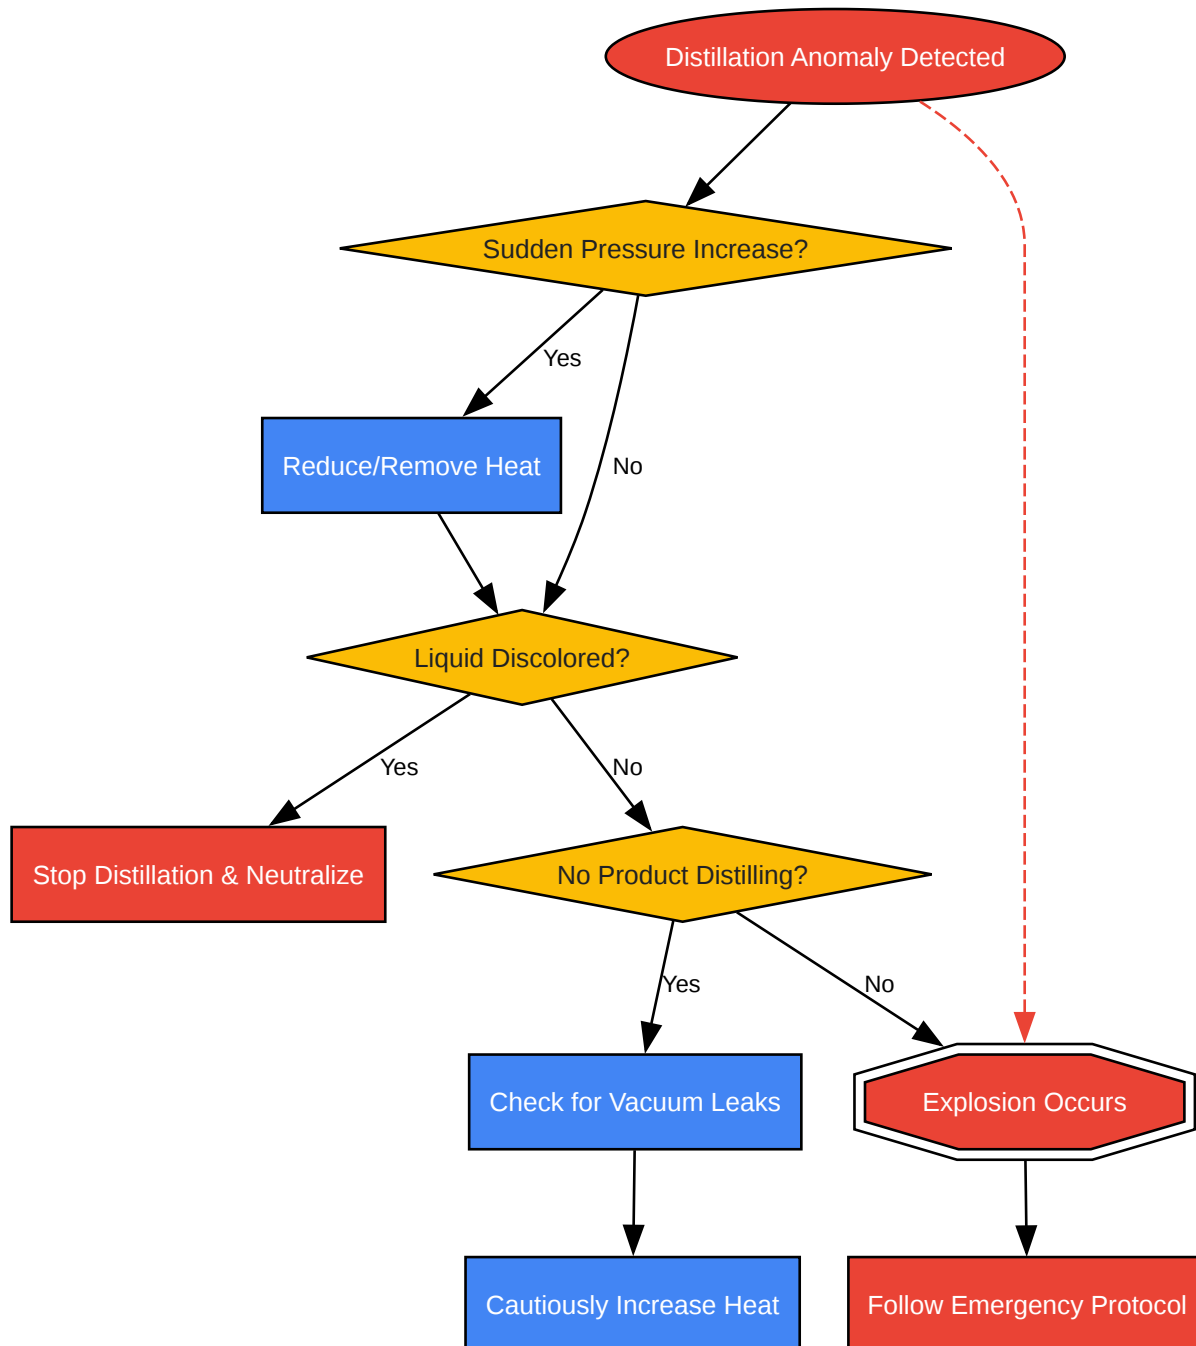 Distillation Anomaly Detected
Sudden Pressure Increase?
Yes
Reduce/Remove Heat
No
Liquid Discolored?
Yes
No
Stop Distillation & Neutralize
No Product Distilling?
Yes
No
Check for Vacuum Leaks
Explosion Occurs
Cautiously Increase Heat
Follow Emergency Protocol